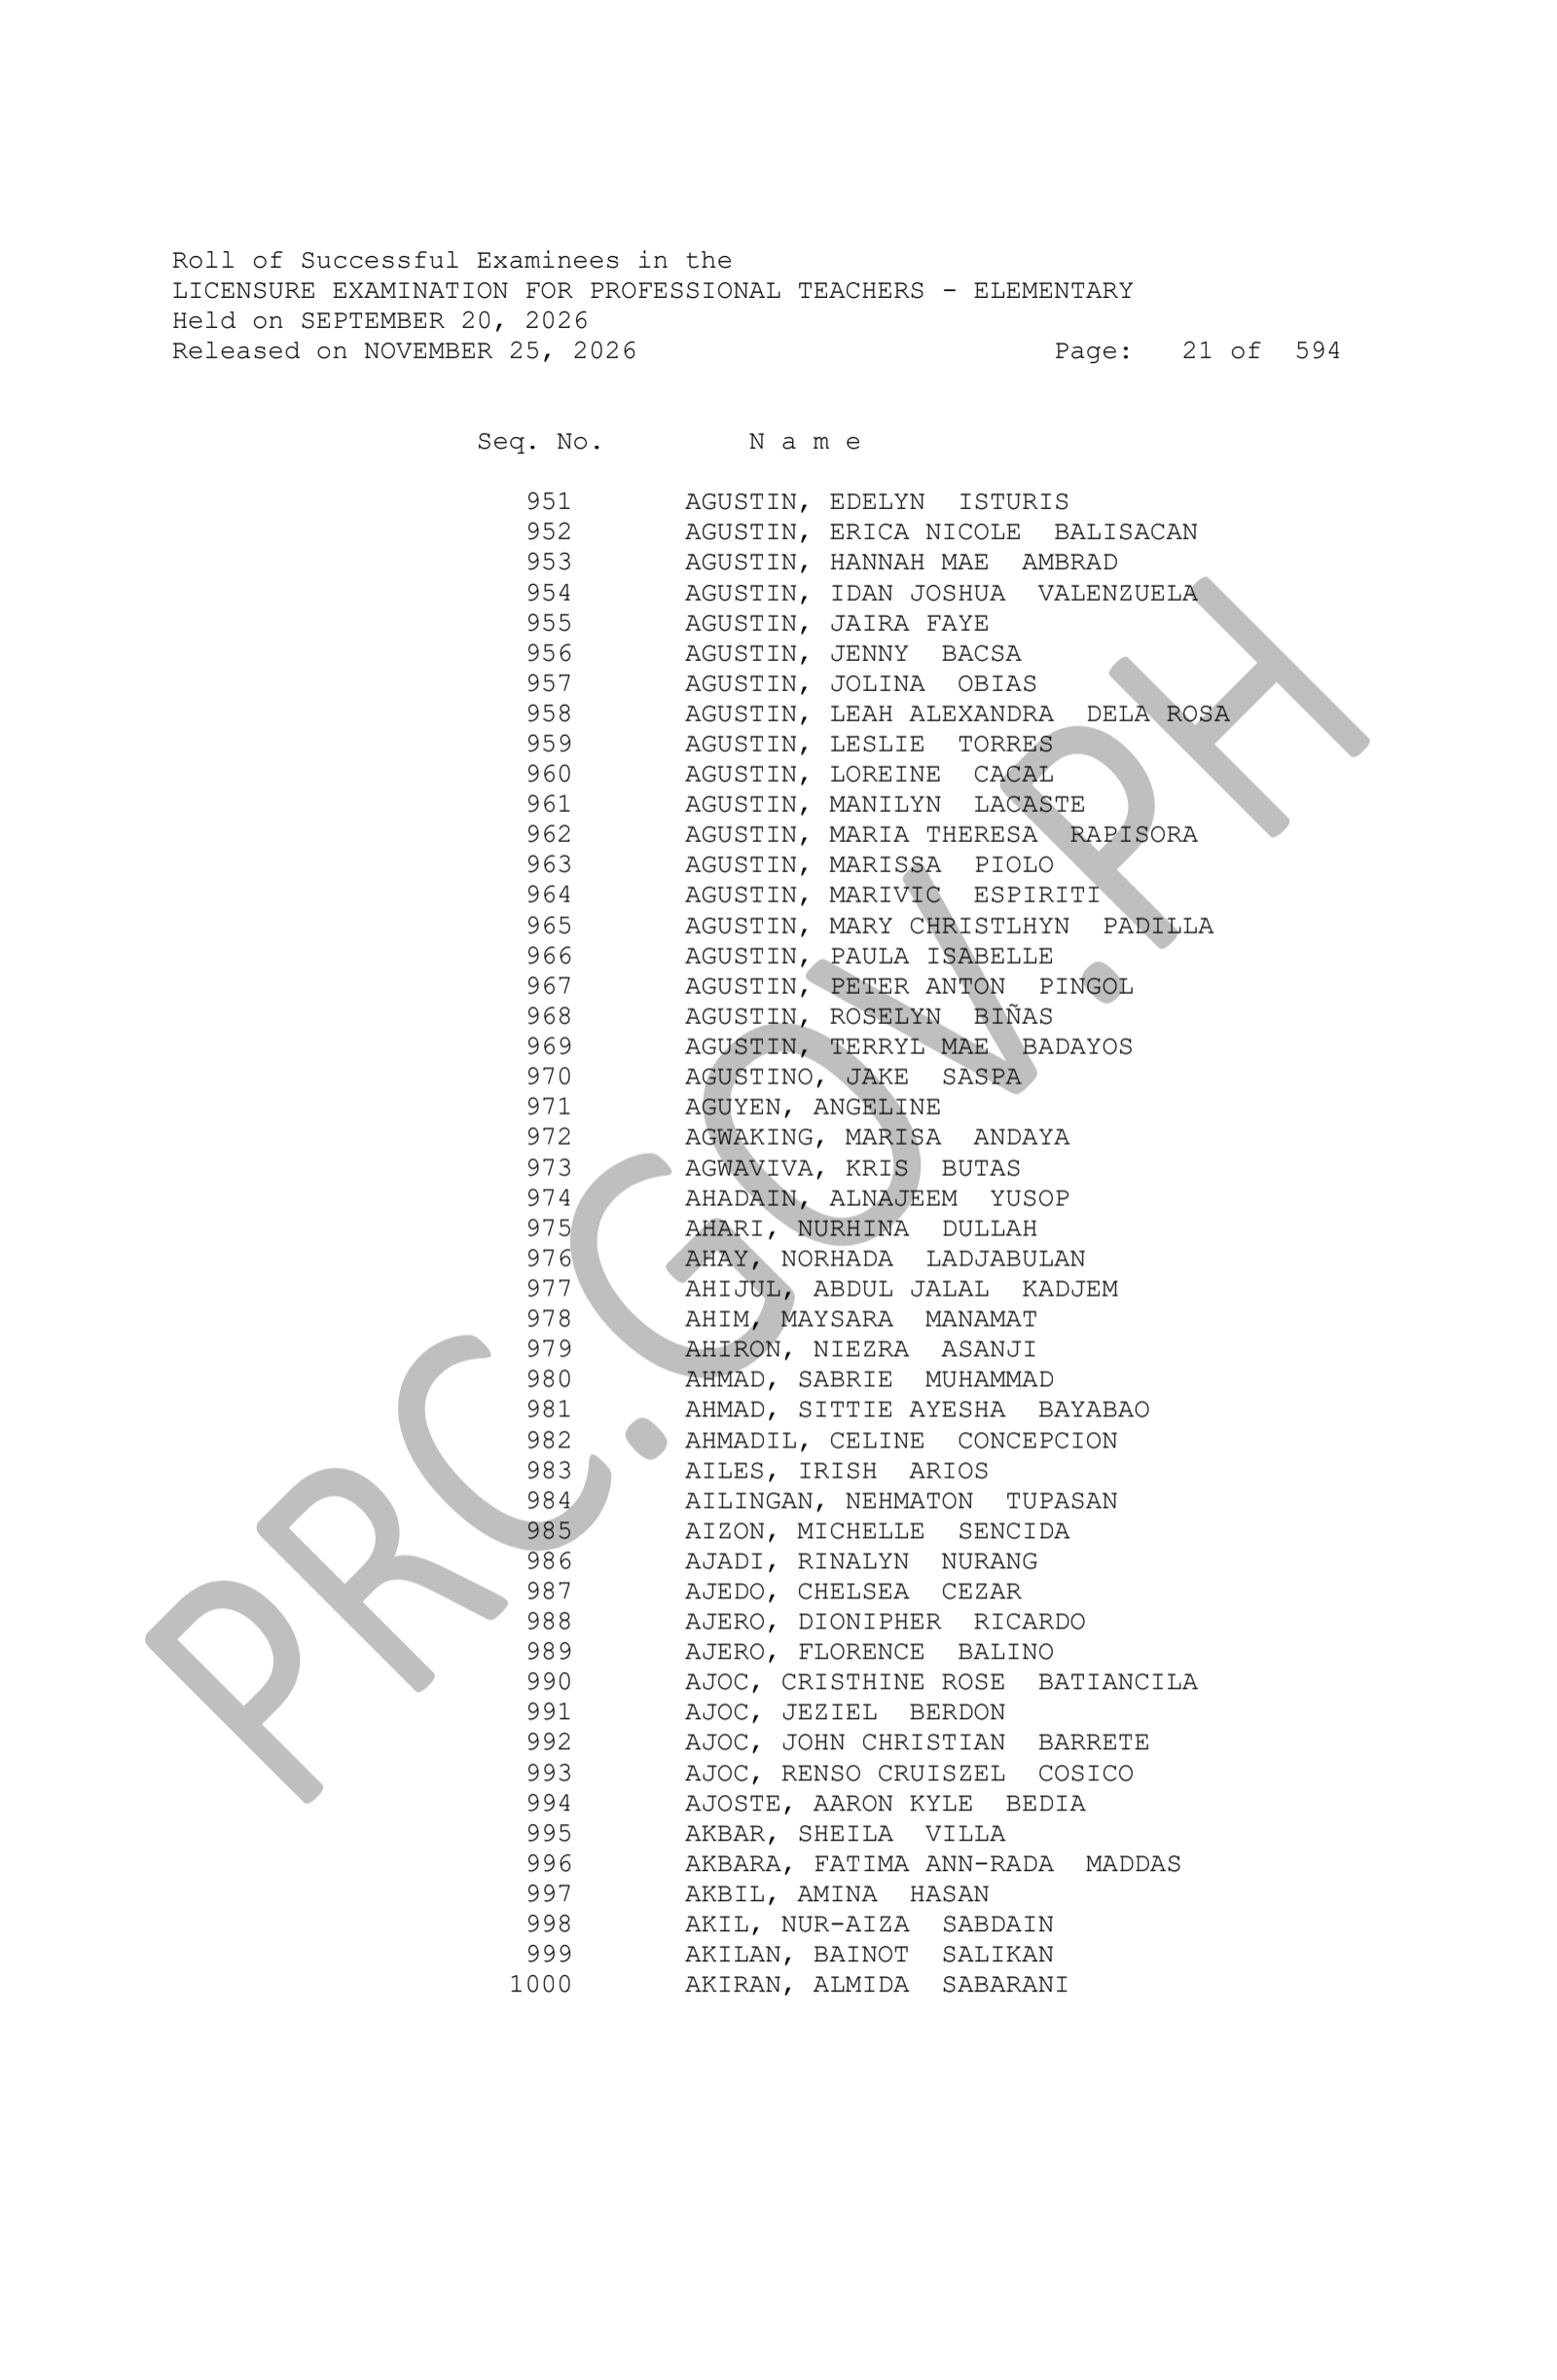 Roll of Successful Examinees in the
LICENSURE EXAMINATION FOR PROFESSIONAL TEACHERS - ELEMENTARY
Held on SEPTEMBER 20, 2026
Released on NOVEMBER 25, 2026 Page: 21 of 594
Seq. No. N a m e
951 AGUSTIN, EDELYN ISTURIS
952 AGUSTIN, ERICA NICOLE BALISACAN
953 AGUSTIN, HANNAH MAE AMBRAD
954 AGUSTIN, IDAN JOSHUA VALENZUELA
955 AGUSTIN, JAIRA FAYE
956 AGUSTIN, JENNY BACSA
957 AGUSTIN, JOLINA OBIAS
958 AGUSTIN, LEAH ALEXANDRA DELA ROSA
959 AGUSTIN, LESLIE TORRES
960 AGUSTIN, LOREINE CACAL
961 AGUSTIN, MANILYN LACASTE
962 AGUSTIN, MARIA THERESA RAPISORA
963 AGUSTIN, MARISSA PIOLO
964 AGUSTIN, MARIVIC ESPIRITI
965 AGUSTIN, MARY CHRISTLHYN PADILLA
966 AGUSTIN, PAULA ISABELLE
967 AGUSTIN, PETER ANTON PINGOL
968 AGUSTIN, ROSELYN BIÑAS
969 AGUSTIN, TERRYL MAE BADAYOS
970 AGUSTINO, JAKE SASPA
971 AGUYEN, ANGELINE
972 AGWAKING, MARISA ANDAYA
973 AGWAVIVA, KRIS BUTAS
974 AHADAIN, ALNAJEEM YUSOP
975 AHARI, NURHINA DULLAH
976 AHAY, NORHADA LADJABULAN
977 AHIJUL, ABDUL JALAL KADJEM
978 AHIM, MAYSARA MANAMAT
979 AHIRON, NIEZRA ASANJI
980 AHMAD, SABRIE MUHAMMAD
981 AHMAD, SITTIE AYESHA BAYABAO
982 AHMADIL, CELINE CONCEPCION
983 AILES, IRISH ARIOS
984 AILINGAN, NEHMATON TUPASAN
985 AIZON, MICHELLE SENCIDA
986 AJADI, RINALYN NURANG
987 AJEDO, CHELSEA CEZAR
988 AJERO, DIONIPHER RICARDO
989 AJERO, FLORENCE BALINO
990 AJOC, CRISTHINE ROSE BATIANCILA
991 AJOC, JEZIEL BERDON
992 AJOC, JOHN CHRISTIAN BARRETE
993 AJOC, RENSO CRUISZEL COSICO
994 AJOSTE, AARON KYLE BEDIA
995 AKBAR, SHEILA VILLA
996 AKBARA, FATIMA ANN-RADA MADDAS
997 AKBIL, AMINA HASAN
998 AKIL, NUR-AIZA SABDAIN
999 AKILAN, BAINOT SALIKAN
1000 AKIRAN, ALMIDA SABARANI
PRC.GOV.PH